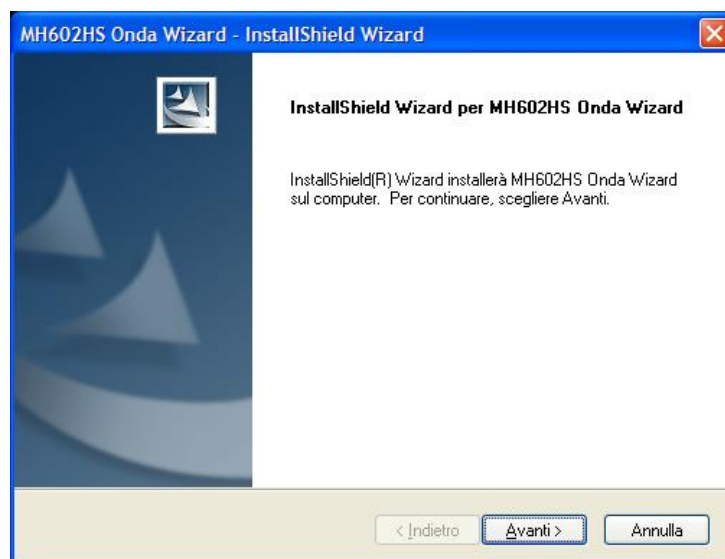 MH602HS Onda Wizard - InstallShield Wizard
InstallShield Wizard per MH602HS Onda Wizard
InstallShield(R) Wizard installerà MH602HS Onda Wizard
sul computer. Per continuare, scegliere Avanti.
< Indietro
Avanti >
Annulla